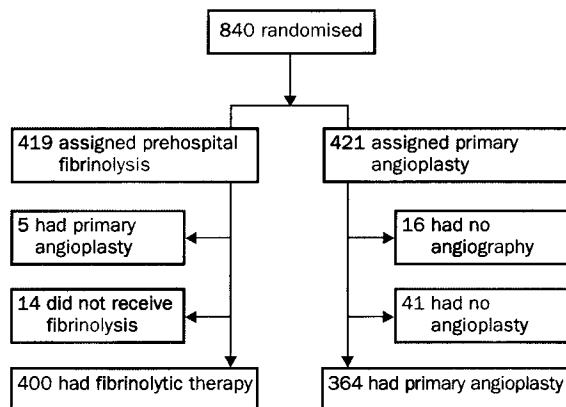 840 randomised
419 assigned prehospital
fibrinolysis
421 assigned primary
angioplasty
5 had primary
angioplasty
16 had no
angiography
14 did not receive
fibrinolysis
41 had no
angioplasty
400 had fibrinolytic therapy
364 had primary angioplasty